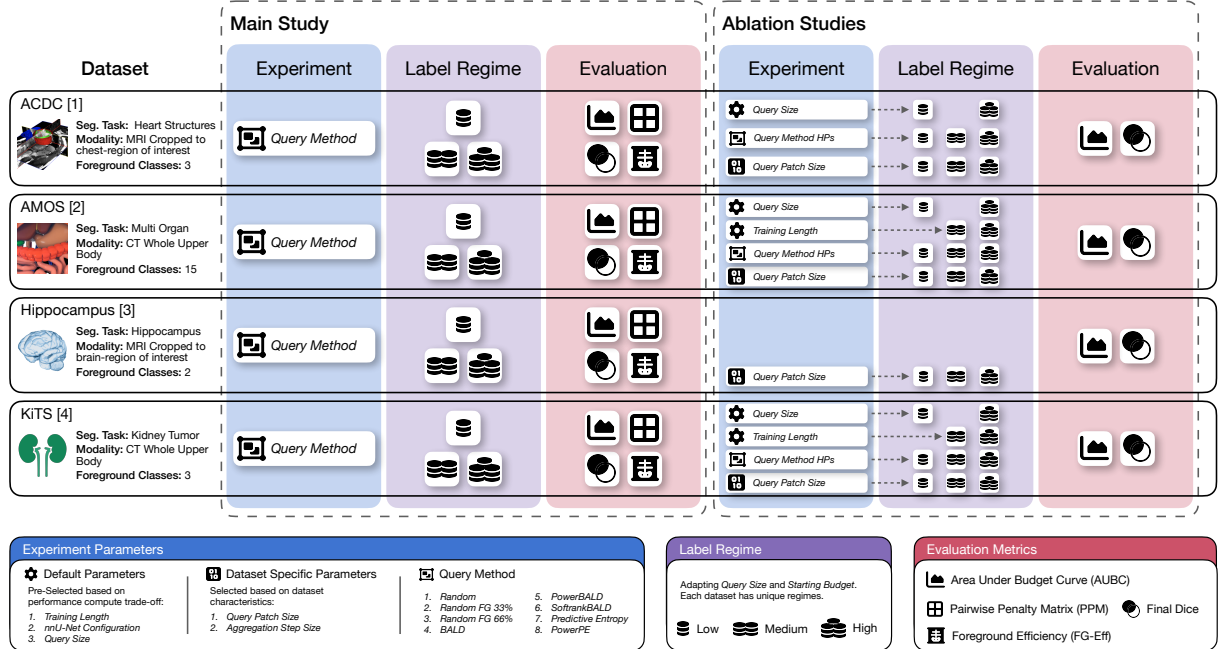 Main Study
Ablation Studies
Dataset
Experiment
Label Regime
Evaluation
Experiment
Label Regime
Evaluation
ACDC [1]
Seg. Task: Heart Structures
Modality: MRI Cropped to
chest-region of interest
Foreground Classes: 3
Query Method
Query Size
Query Method HPs
Query Patch Size
AMOS [2]
Seg. Task: Multi Organ
Modality: CT Whole Upper
Body
Foreground Classes: 15
Query Method
Query Size
Training Length
Query Method HPs
Query Patch Size
Hippocampus [3]
Seg. Task: Hippocampus
Modality: MRI Cropped to
brain-region of interest
Foreground Classes: 2
Query Method
Query Patch Size
KiTS [4]
Seg. Task: Kidney Tumor
Modality: CT Whole Upper
Body
Foreground Classes: 3
Query Method
Query Size
Training Length
Query Method HPs
Query Patch Size
Experiment Parameters
Default Parameters
Pre-Selected based on
performance compute trade-off:
1. Training Length
2. nnU-Net Configuration
3. Query Size
Dataset Specific Parameters
Selected based on dataset
characteristics:
1. Query Patch Size
2. Aggregation Step Size
Query Method
1. Random
2. Random FG 33%
3. Random FG 66%
4. BALD
5. PowerBALD
6. SoftrankBALD
7. Predictive Entropy
8. PowerPE
Label Regime
Adapting Query Size and Starting Budget.
Each dataset has unique regimes.
Low
Medium
High
Evaluation Metrics
Area Under Budget Curve (AUBC)
Pairwise Penalty Matrix (PPM)
Final Dice
Foreground Efficiency (FG-Eff)